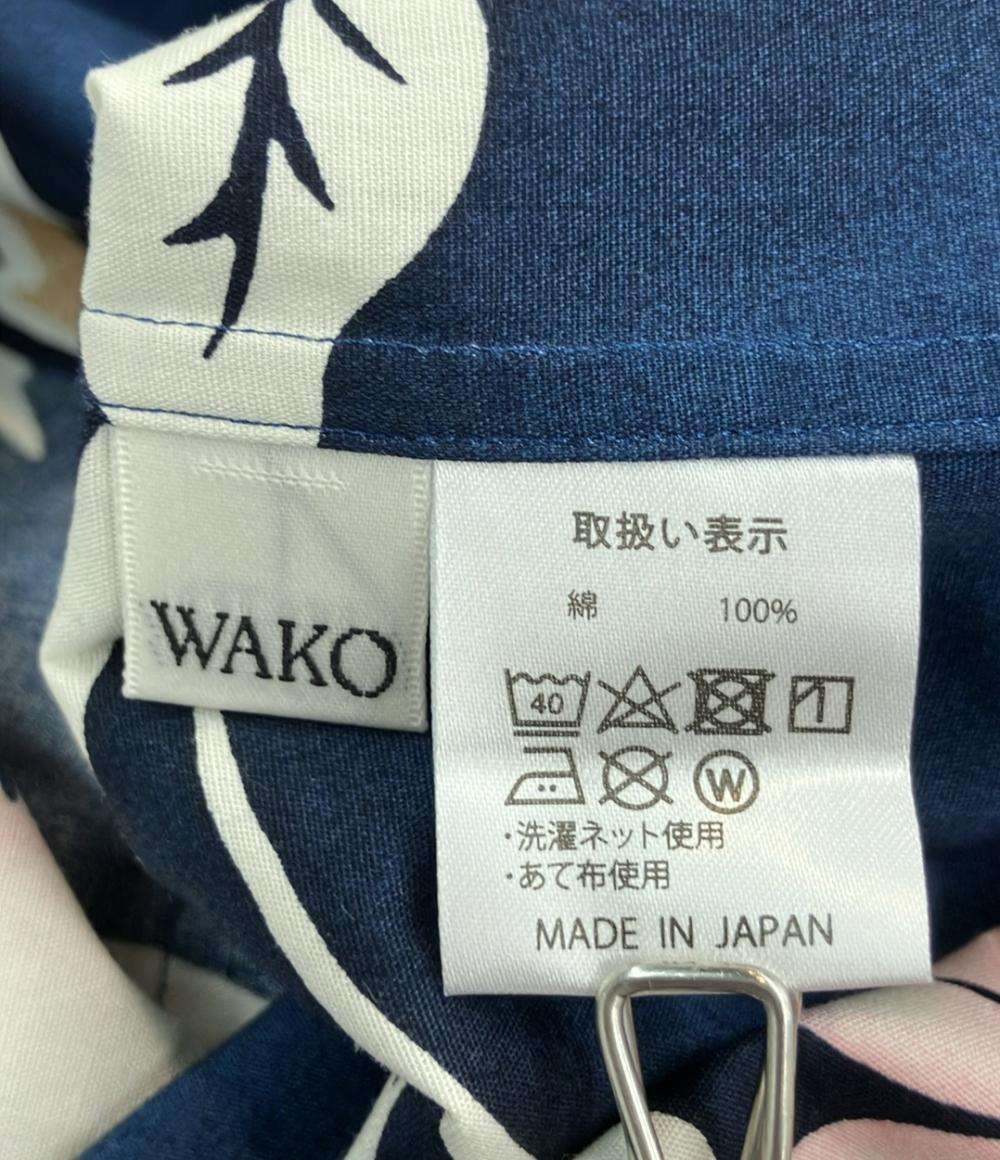 WAKO
取扱い表示
綿 100%
40
W
・洗濯ネット使用
・あて布使用
MADE IN JAPAN